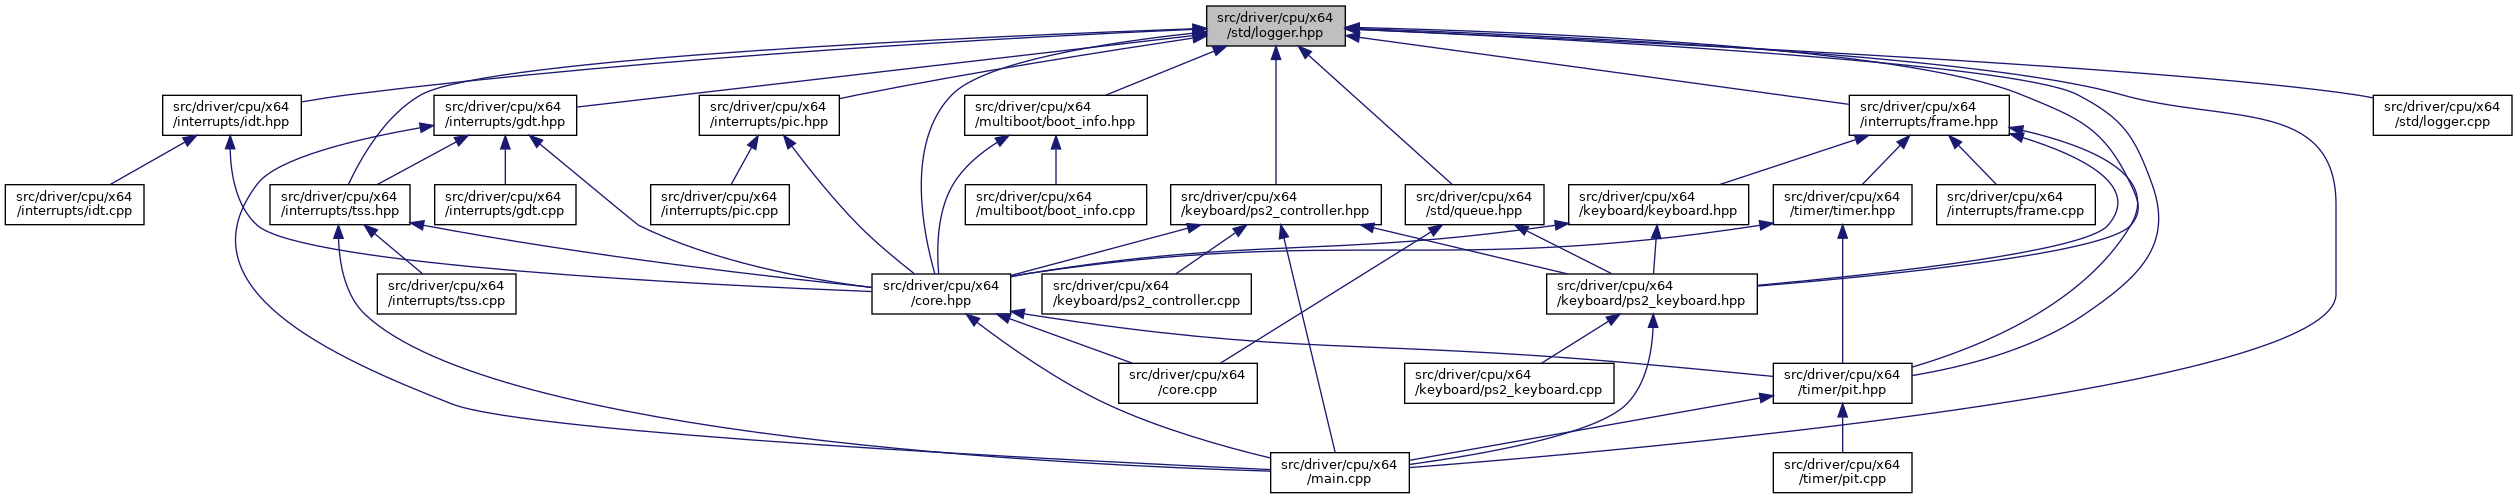 src/driver/cpu/x64
/std/logger.hpp
src/driver/cpu/x64
/interrupts/idt.hpp
src/driver/cpu/x64
/interrupts/gdt.hpp
src/driver/cpu/x64
/interrupts/pic.hpp
src/driver/cpu/x64
/multiboot/boot_info.hpp
src/driver/cpu/x64
/interrupts/frame.hpp
src/driver/cpu/x64
/std/logger.cpp
src/driver/cpu/x64
/interrupts/idt.cpp
src/driver/cpu/x64
/interrupts/tss.hpp
src/driver/cpu/x64
/interrupts/gdt.cpp
src/driver/cpu/x64
/interrupts/pic.cpp
src/driver/cpu/x64
/multiboot/boot_info.cpp
src/driver/cpu/x64
/keyboard/ps2_controller.hpp
src/driver/cpu/x64
/std/queue.hpp
src/driver/cpu/x64
/keyboard/keyboard.hpp
src/driver/cpu/x64
/timer/timer.hpp
src/driver/cpu/x64
/interrupts/frame.cpp
src/driver/cpu/x64
/interrupts/tss.cpp
src/driver/cpu/x64
/core.hpp
src/driver/cpu/x64
/keyboard/ps2_controller.cpp
src/driver/cpu/x64
/keyboard/ps2_keyboard.hpp
src/driver/cpu/x64
/core.cpp
src/driver/cpu/x64
/keyboard/ps2_keyboard.cpp
src/driver/cpu/x64
/timer/pit.hpp
src/driver/cpu/x64
/main.cpp
src/driver/cpu/x64
/timer/pit.cpp